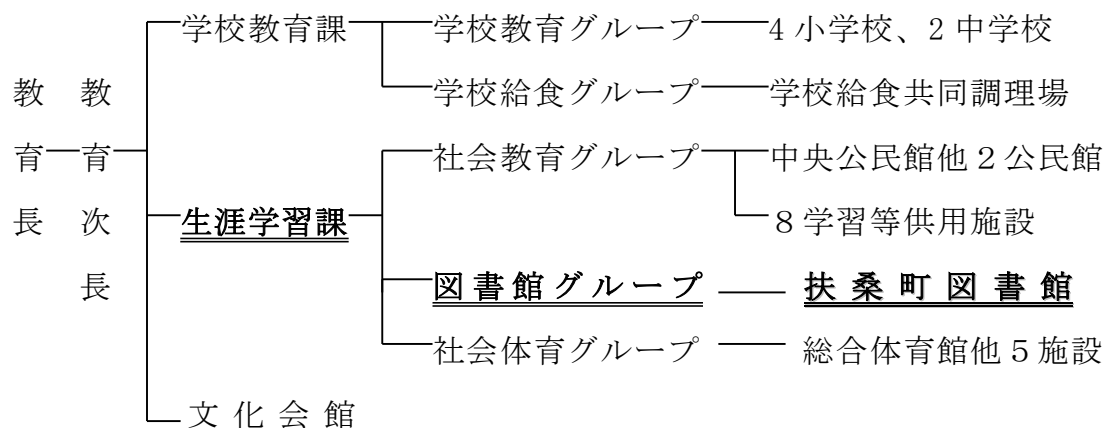 教育長
教育次長
学校教育課
学校教育グループ
4 小学校、2 中学校
学校給食グループ
学校給食共同調理場
生涯学習課
社会教育グループ
中央公民館他 2 公民館
8 学習等供用施設
図書館グループ
扶桑町図書館
社会体育グループ
総合体育館他 5 施設
文化会館